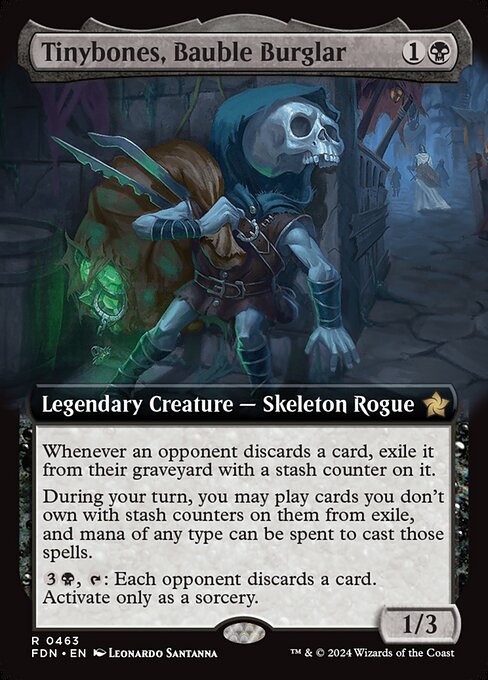 Tinybones, Bauble Burglar 1
Legendary Creature — Skeleton Rogue
Whenever an opponent discards a card, exile it
from their graveyard with a stash counter on it.
During your turn, you may play cards you don't
own with stash counters on them from exile,
and mana of any type can be spent to cast those
spells.
3, : Each opponent discards a card.
Activate only as a sorcery.
1/3
R 0463
FDN • EN Leonardo Santanna
™ & © 2024 Wizards of the Coast